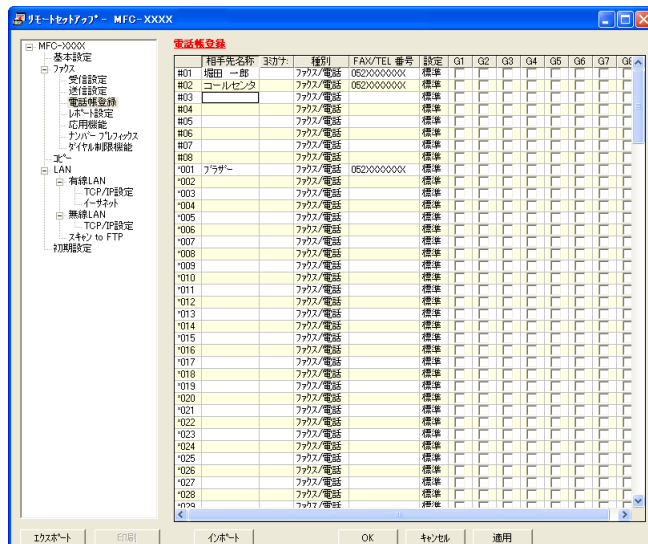 リモートセットアップ - MFC-XXXX
MFC-XXXX
基本設定
ファクス
受信設定
送信設定
電話帳登録
レポート設定
応用機能
ナンバー プレフィックス
ダイヤル制限機能
コピー
LAN
有線LAN
TCP/IP設定
イーサネット
無線LAN
TCP/IP設定
スキャン to FTP
初期設定
電話帳登録
相手先名称 ヨミガナ: 種別 FAX/TEL 番号 設定 G1 G2 G3 G4 G5 G6 G7 G8
#01 堀田 一郎 ファクス/電話 052XXXXXXX 標準
#02 コールセンタ ファクス/電話 052XXXXXXX 標準
#03 ファクス/電話 標準
#04 ファクス/電話 標準
#05 ファクス/電話 標準
#06 ファクス/電話 標準
#07 ファクス/電話 標準
#08 ファクス/電話 標準
*001 ブラザー ファクス/電話 052XXXXXXX 標準
*002 ファクス/電話 標準
*003 ファクス/電話 標準
*004 ファクス/電話 標準
*005 ファクス/電話 標準
*006 ファクス/電話 標準
*007 ファクス/電話 標準
*008 ファクス/電話 標準
*009 ファクス/電話 標準
*010 ファクス/電話 標準
*011 ファクス/電話 標準
*012 ファクス/電話 標準
*013 ファクス/電話 標準
*014 ファクス/電話 標準
*015 ファクス/電話 標準
*016 ファクス/電話 標準
*017 ファクス/電話 標準
*018 ファクス/電話 標準
*019 ファクス/電話 標準
*020 ファクス/電話 標準
*021 ファクス/電話 標準
*022 ファクス/電話 標準
*023 ファクス/電話 標準
*024 ファクス/電話 標準
*025 ファクス/電話 標準
*026 ファクス/電話 標準
*027 ファクス/電話 標準
*028 ファクス/電話 標準
*029 ファクス/電話 標準
エクスポート 印刷 インポート OK キャンセル 適用